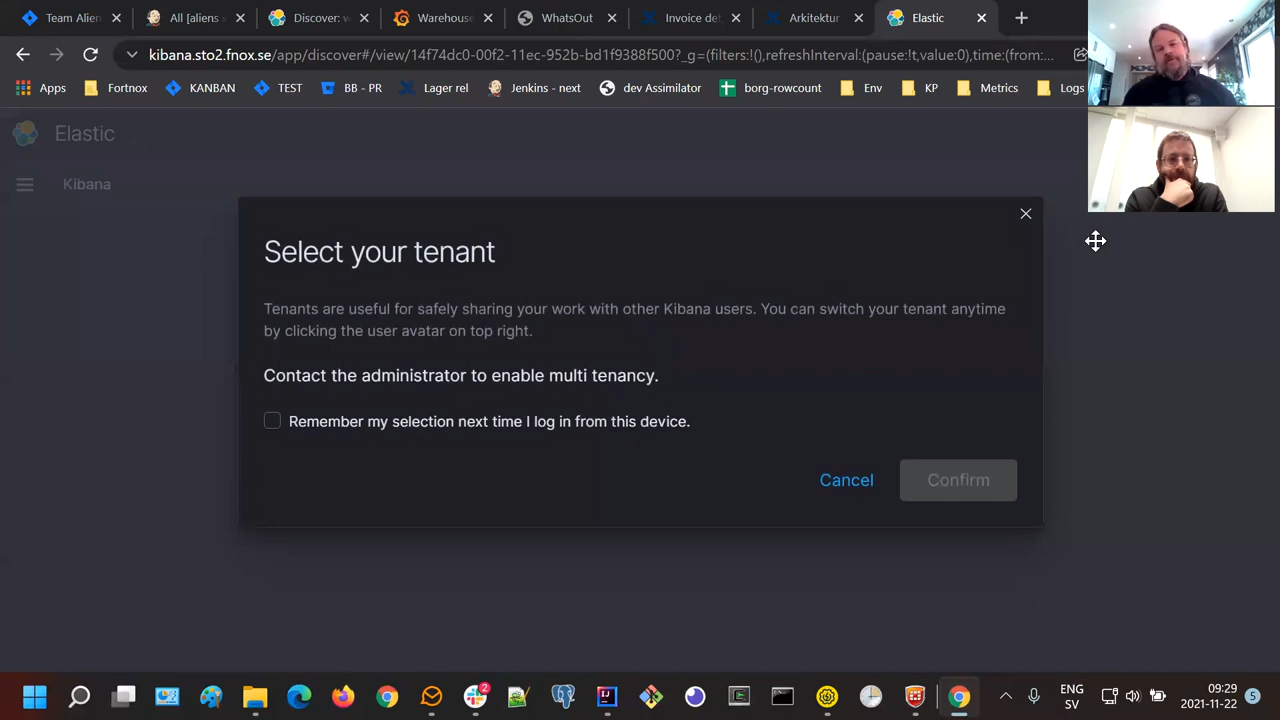 Team Alien
All [aliens
Discover: w
Warehouse
WhatsOut
Invoice det
Arkitektur
Elastic
kibana.sto2.fnox.se/app/discover#/view/14f74dc0-00f2-11ec-952b-bd1f9388f500?_g=(filters:!(),refreshInterval:(pause:!t,value:0),time:(from:...
Apps
Fortnox
KANBAN
TEST
BB - PR
Lager rel
Jenkins - next
dev Assimilator
borg-rowcount
Env
KP
Metrics
Logs
Elastic
Kibana
Select your tenant
Tenants are useful for safely sharing your work with other Kibana users. You can switch your tenant anytime
by clicking the user avatar on top right.
Contact the administrator to enable multi tenancy.
Remember my selection next time I log in from this device.
Cancel
Confirm
2
ENG
SV
09:29
2021-11-22
5